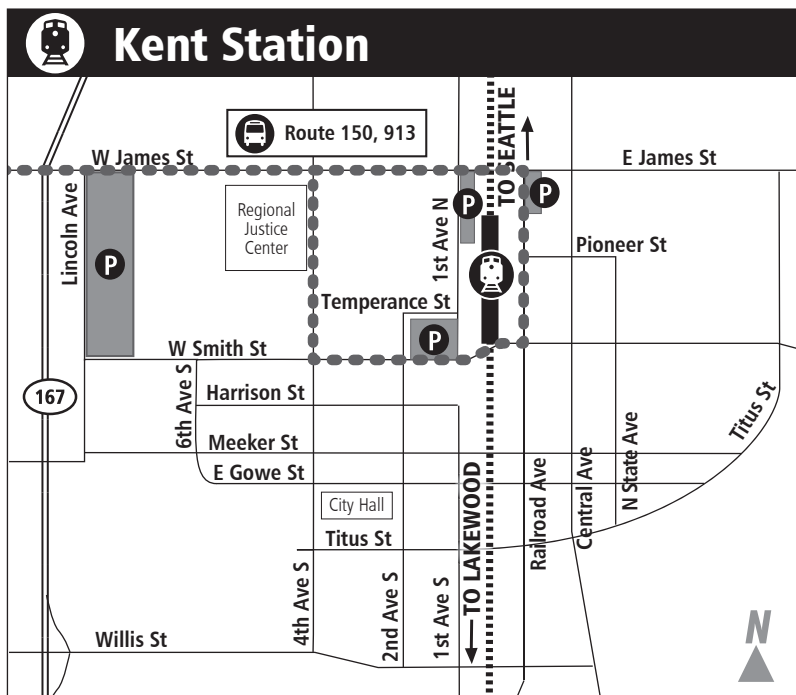 Kent Station
Route 150, 913
TO SEATTLE
W James St
E James St
Lincoln Ave
P
Regional
Justice
Center
1st Ave N
P
P
Pioneer St
Temperance St
P
W Smith St
167
6th Ave S
Harrison St
Meeker St
E Gowe St
Titus St
N State Ave
Central Ave
Railroad Ave
City Hall
Titus St
TO LAKEWOOD
4th Ave S
2nd Ave S
1st Ave S
Willis St
N